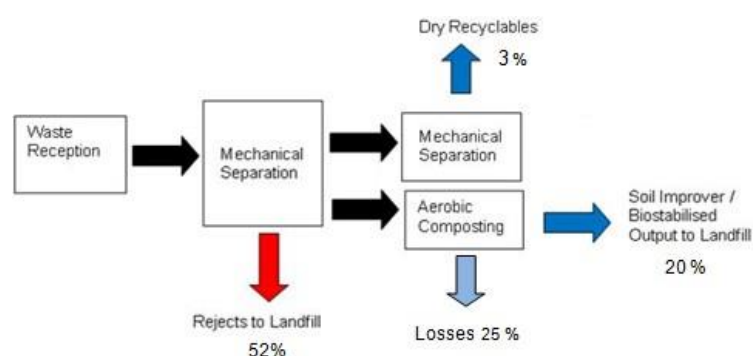 Dry Recyclables
3 %
Waste
Reception
Mechanical
Separation
Mechanical
Separation
Aerobic
Composting
Soil Improver /
Biostabilised
Output to Landfill
20 %
Rejects to Landfill
52%
Losses 25 %